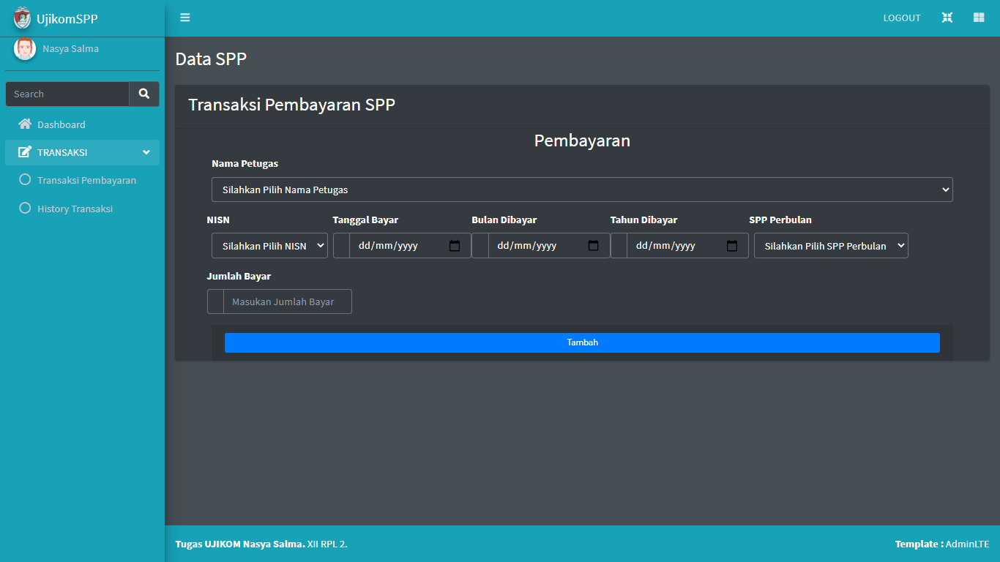 UjikomSPP
LOGOUT
Nasya Salma
Search
Dashboard
TRANSAKSI
Transaksi Pembayaran
History Transaksi
Data SPP
Transaksi Pembayaran SPP
Pembayaran
Nama Petugas
Silahkan Pilih Nama Petugas
NISN Tanggal Bayar Bulan Dibayar Tahun Dibayar SPP Perbulan
Silahkan Pilih NISN dd/mm/yyyy dd/mm/yyyy dd/mm/yyyy Silahkan Pilih SPP Perbulan
Jumlah Bayar
Masukan Jumlah Bayar
Tambah
Tugas UJIKOM Nasya Salma. XII RPL 2. Template : AdminLTE